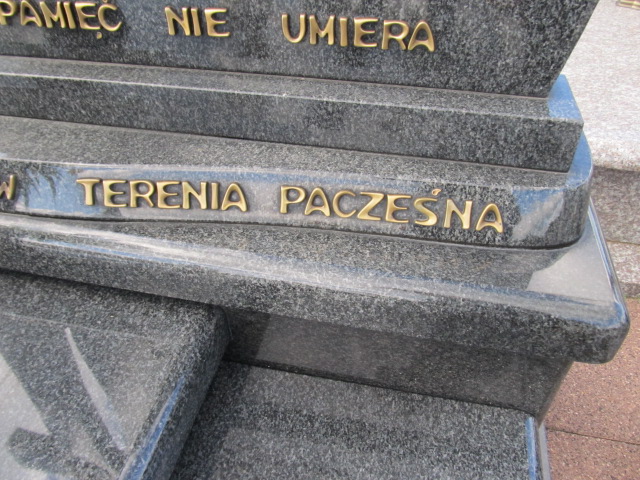 PAMIĘĆ NIE UMIERA
W TERENIA PACZEŚNA